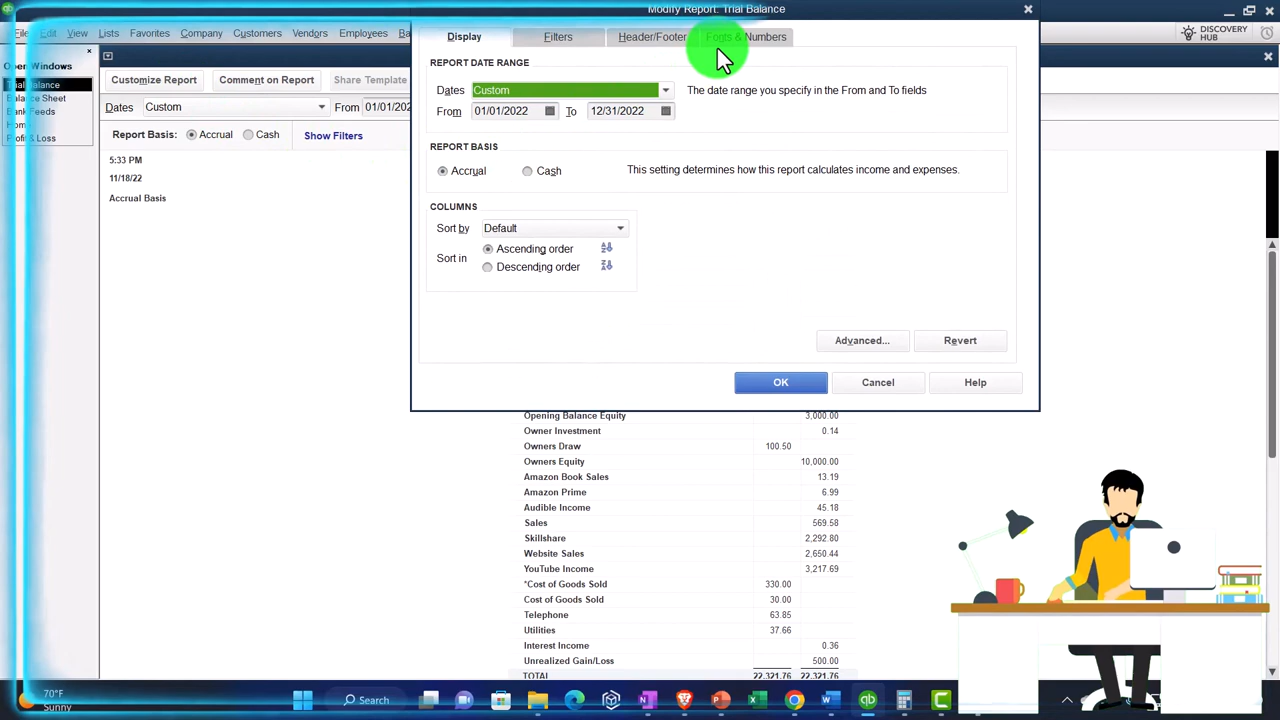 Modify Report: Trial Balance
File Edit View Lists Favorites Company Customers Vendors Employees
DISCOVERY HUB
Open Windows
Trial Balance
Balance Sheet
Bank Feeds
Home
Profit & Loss
Customize Report Comment on Report Share Template
Dates Custom From 01/01/202
Report Basis: Accrual Cash Show Filters
5:33 PM
11/18/22
Accrual Basis
Display Filters Header/Footer Fonts & Numbers
REPORT DATE RANGE
Dates Custom The date range you specify in the From and To fields
From 01/01/2022 To 12/31/2022
REPORT BASIS
Accrual Cash This setting determines how this report calculates income and expenses.
COLUMNS
Sort by Default
Sort in Ascending order
Descending order
Advanced... Revert
OK Cancel Help
Opening Balance Equity 3,000.00
Owner Investment 0.14
Owners Draw 100.50
Owners Equity 10,000.00
Amazon Book Sales 13.19
Amazon Prime 6.99
Audible Income 45.18
Sales 569.58
Skillshare 2,292.80
Website Sales 2,650.44
YouTube Income 3,217.69
*Cost of Goods Sold 330.00
Cost of Goods Sold 30.00
Telephone 63.85
Utilities 37.66
Interest Income 0.36
Unrealized Gain/Loss 500.00
TOTAL 22,321.76 22,321.76
70°F
Sunny
Search